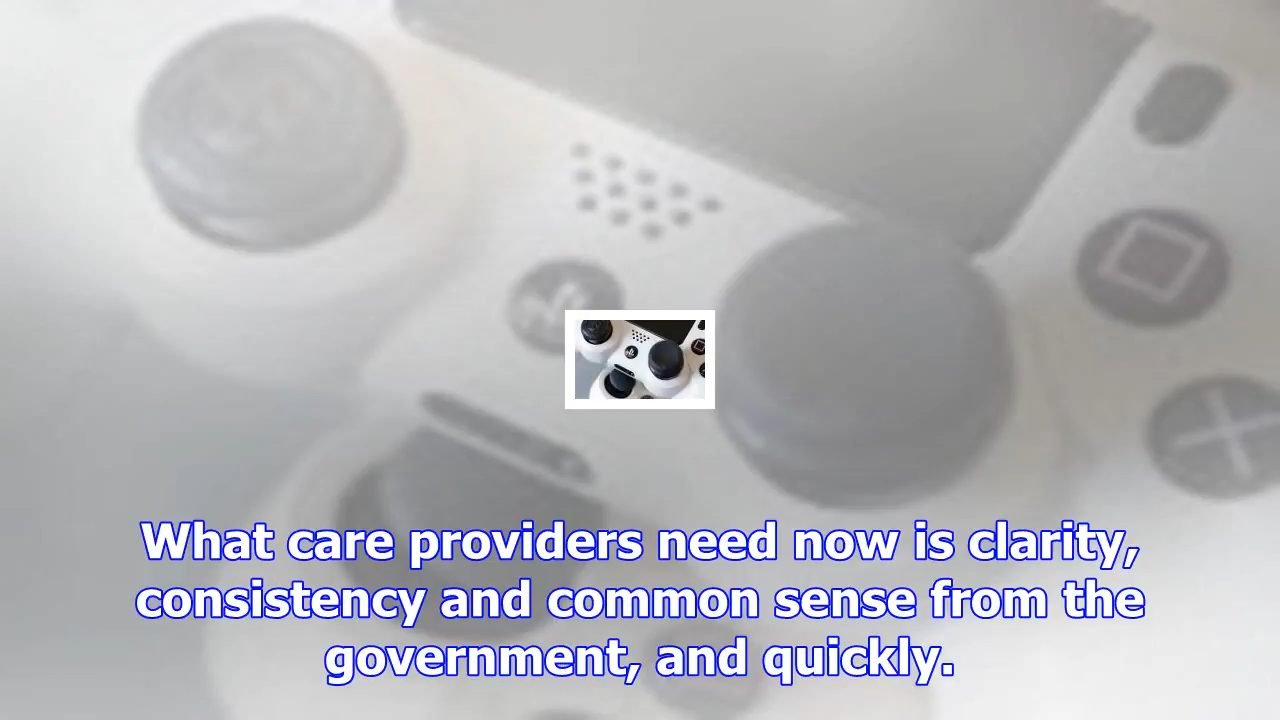 What care providers need now is clarity,
consistency and common sense from the
government, and quickly.